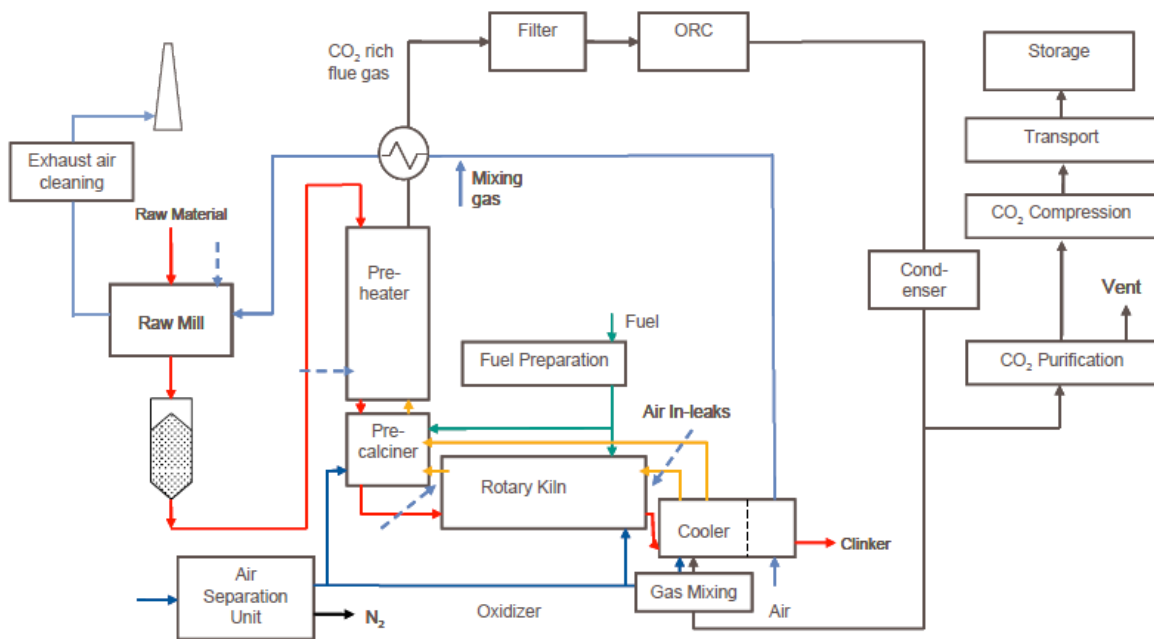 Filter
ORC
CO₂ rich
flue gas
Storage
Transport
Exhaust air
cleaning
Mixing
gas
Raw Material
CO₂ Compression
Pre-
heater
Cond-
enser
Vent
Raw Mill
Fuel
Fuel Preparation
CO₂ Purification
Air In-leaks
Pre-
calciner
Rotary Kiln
Cooler
Clinker
Air
Separation
Unit
Gas Mixing
N₂
Oxidizer
Air